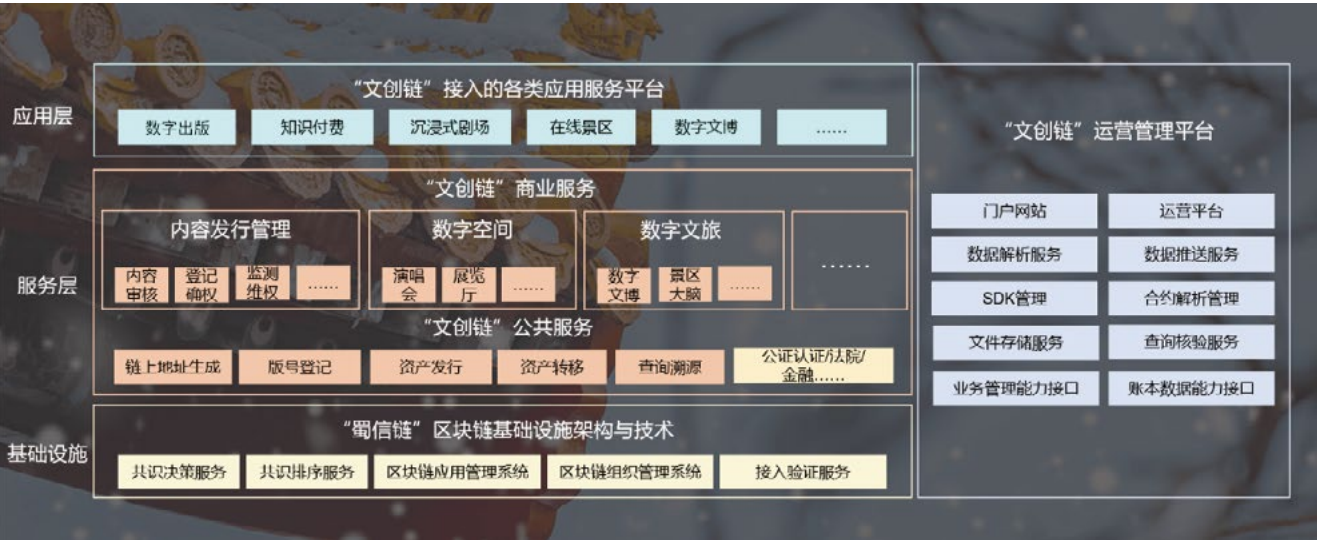 应用层
“文创链”接入的各类应用服务平台
数字出版
知识付费
沉浸式剧场
在线景区
数字文博
……
服务层
“文创链”商业服务
内容发行管理
内容
审核
登记
确权
监测
维权
……
数字空间
演唱
会
展览
厅
……
数字文旅
数字
文博
景区
大脑
……
……
“文创链”公共服务
链上地址生成
版号登记
资产发行
资产转移
查询溯源
公证认证/法院/
金融……
基础设施
“蜀信链”区块链基础设施架构与技术
共识决策服务
共识排序服务
区块链应用管理系统
区块链组织管理系统
接入验证服务
“文创链”运营管理平台
门户网站
运营平台
数据解析服务
数据推送服务
SDK管理
合约解析管理
文件存储服务
查询核验服务
业务管理能力接口
账本数据能力接口